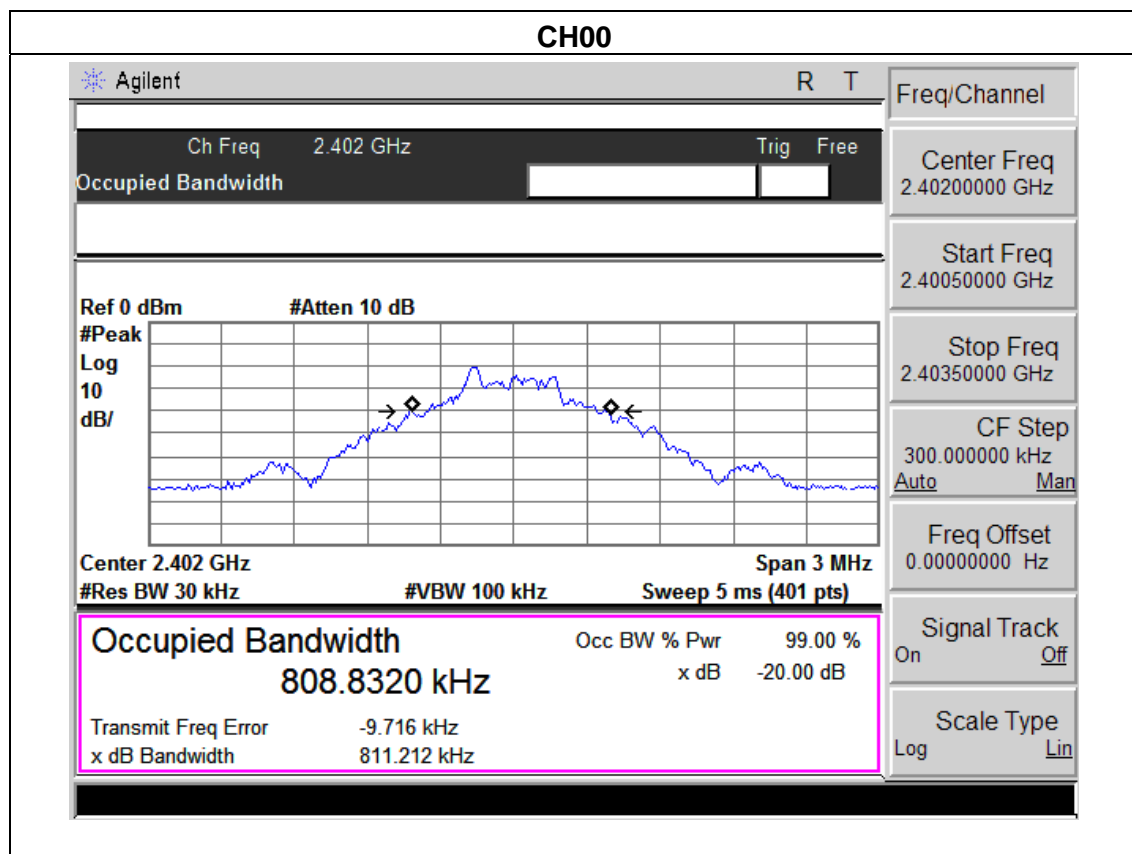 CH00
Agilent R T
Ch Freq 2.402 GHz Trig Free
Occupied Bandwidth
Ref 0 dBm #Atten 10 dB
#Peak
Log
10
dB/
Center 2.402 GHz Span 3 MHz
#Res BW 30 kHz #VBW 100 kHz Sweep 5 ms (401 pts)
Occupied Bandwidth Occ BW % Pwr 99.00 %
808.8320 kHz x dB -20.00 dB
Transmit Freq Error -9.716 kHz
x dB Bandwidth 811.212 kHz
Freq/Channel
Center Freq
2.40200000 GHz
Start Freq
2.40050000 GHz
Stop Freq
2.40350000 GHz
CF Step
300.000000 kHz
Auto Man
Freq Offset
0.00000000 Hz
Signal Track
On Off
Scale Type
Log Lin